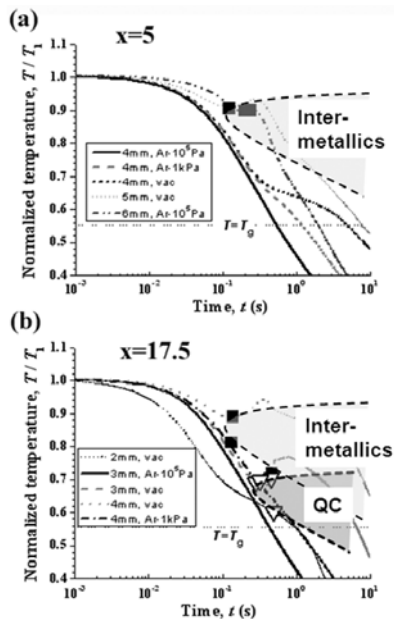 (a)
x=5
Normalized temperature, T / T1
1.1
1.0
0.9
0.8
0.7
0.6
0.5
0.4
Inter-
metallics
4mm, Ar-10⁵Pa
4mm, Ar-1kPa
4mm, vac
5mm, vac
6mm, Ar-10⁵Pa
T=Tg
10⁻³
10⁻²
10⁻¹
10⁰
10¹
Time, t (s)
(b)
x=17.5
Normalized temperature, T / T1
1.1
1.0
0.9
0.8
0.7
0.6
0.5
0.4
Inter-
metallics
QC
2mm, vac
3mm, Ar-10⁵Pa
3mm, vac
4mm, vac
4mm, Ar-1kPa
T=Tg
10⁻³
10⁻²
10⁻¹
10⁰
10¹
Time, t (s)